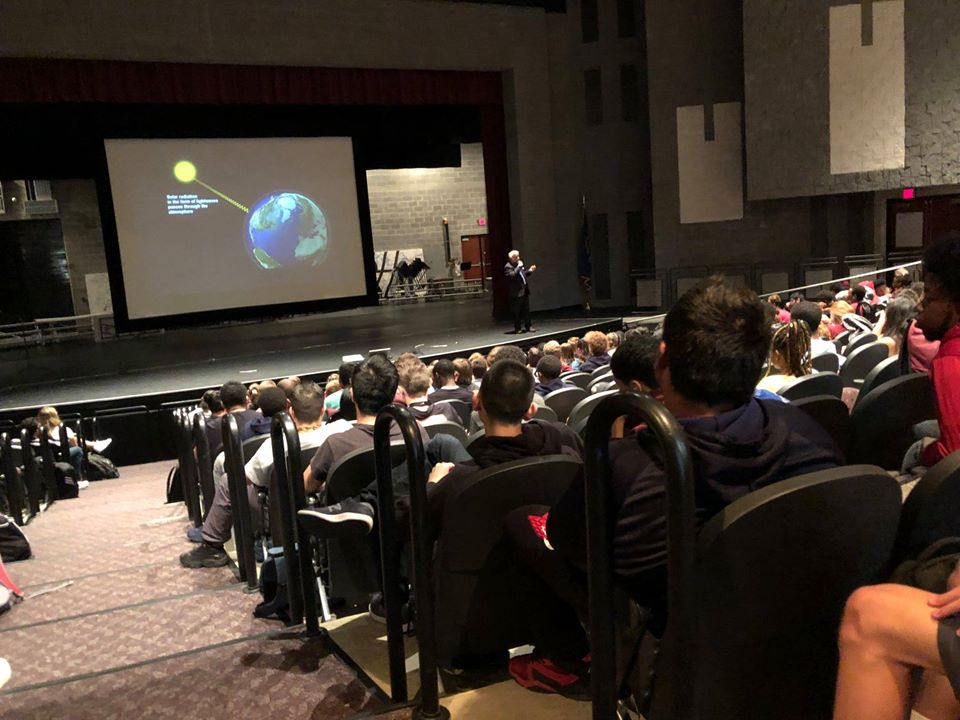 Solar radiation
in the form of lightwaves
passes through the
atmosphere